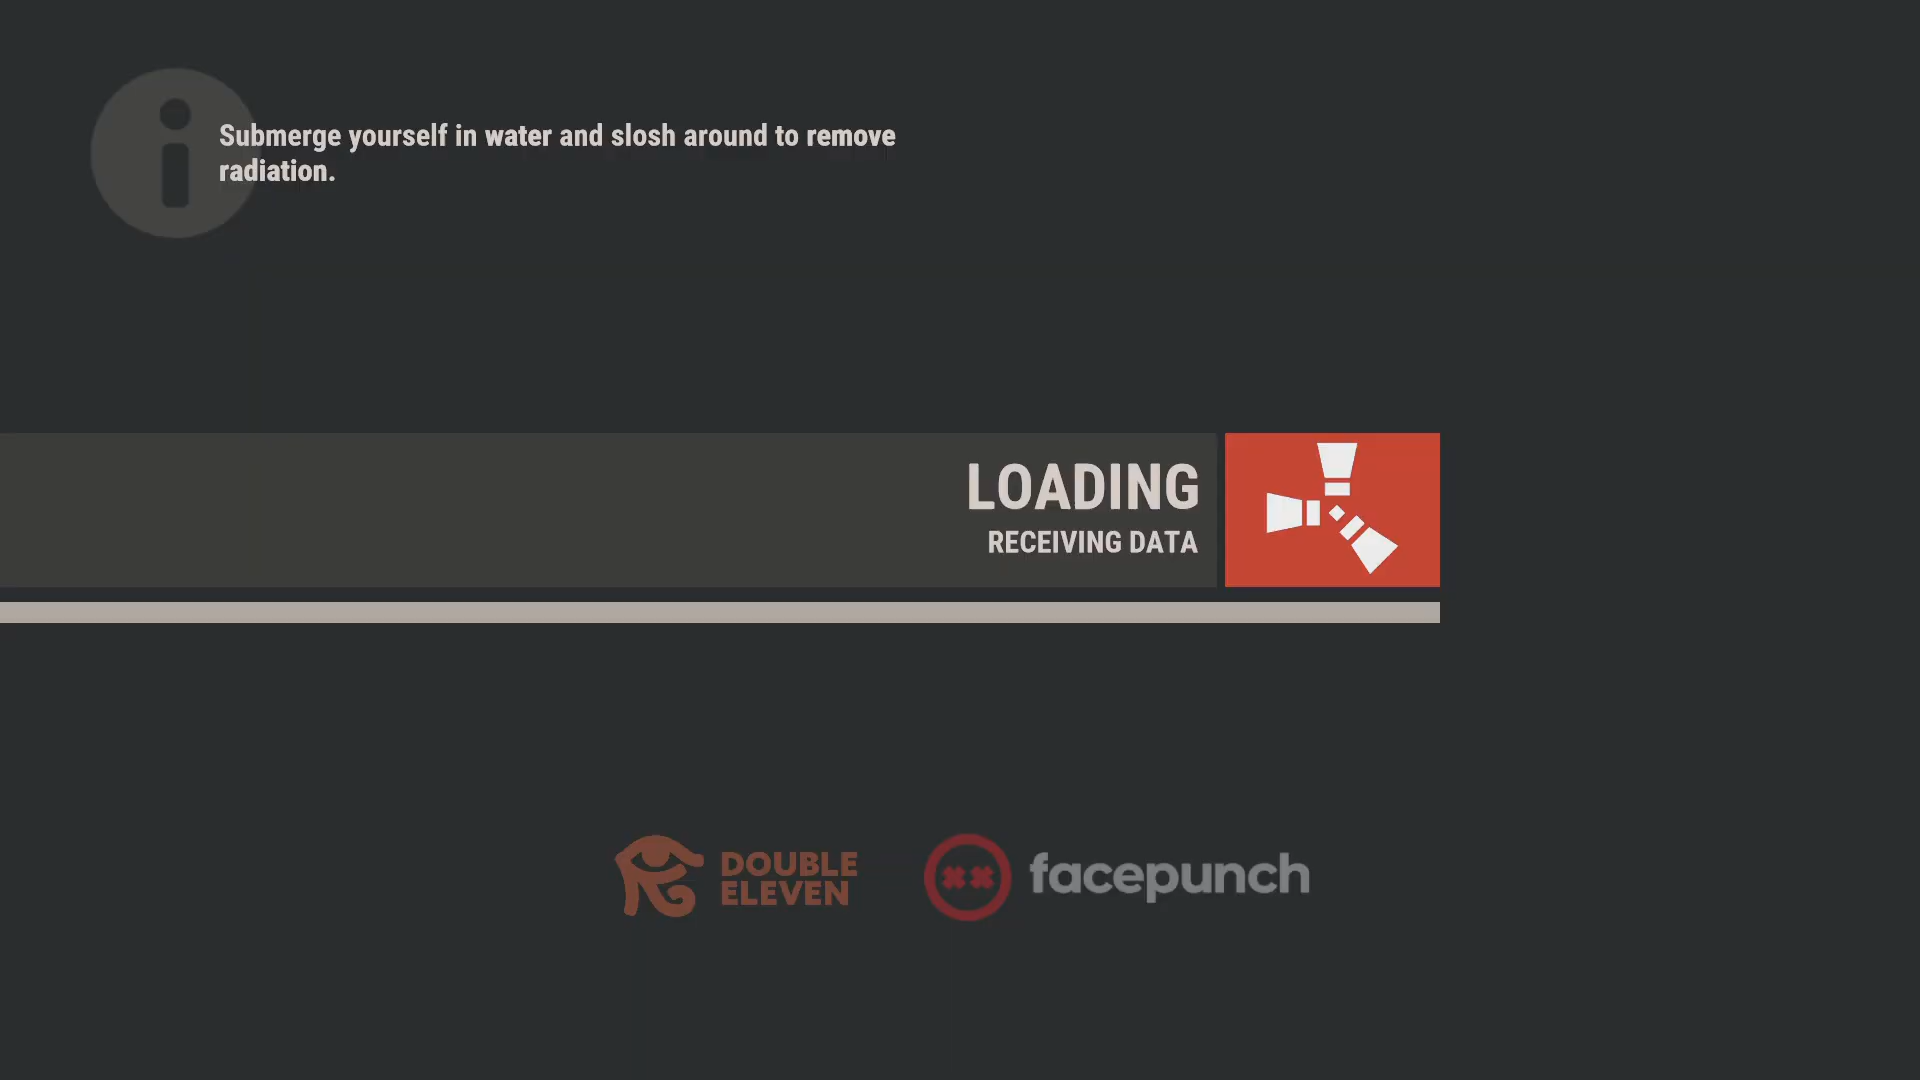 Submerge yourself in water and slosh around to remove
radiation.
LOADING
RECEIVING DATA
DOUBLE
ELEVEN
facepunch